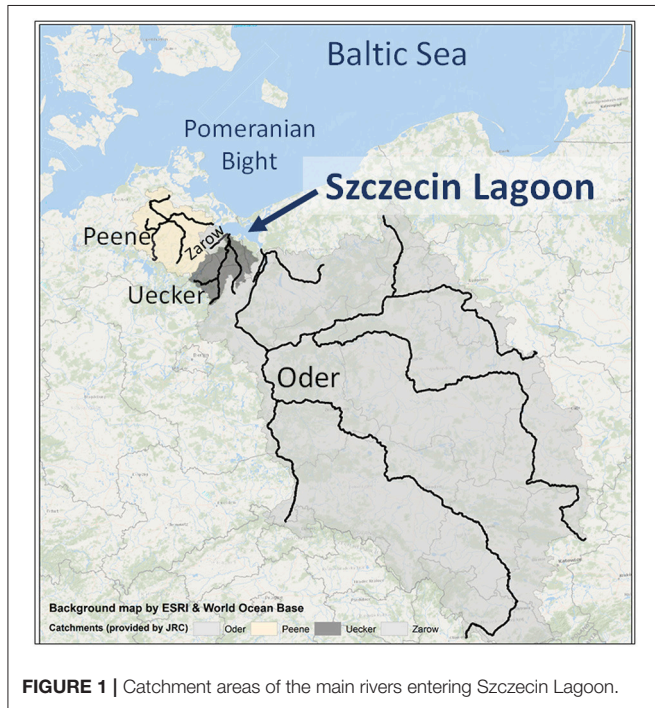 Baltic Sea
Pomeranian
Bight
Szczecin Lagoon
Peene
Zarow
Uecker
Oder
Background map by ESRI & World Ocean Base
Catchments (provided by JRC) Oder Peene Uecker Zarow
FIGURE 1 | Catchment areas of the main rivers entering Szczecin Lagoon.